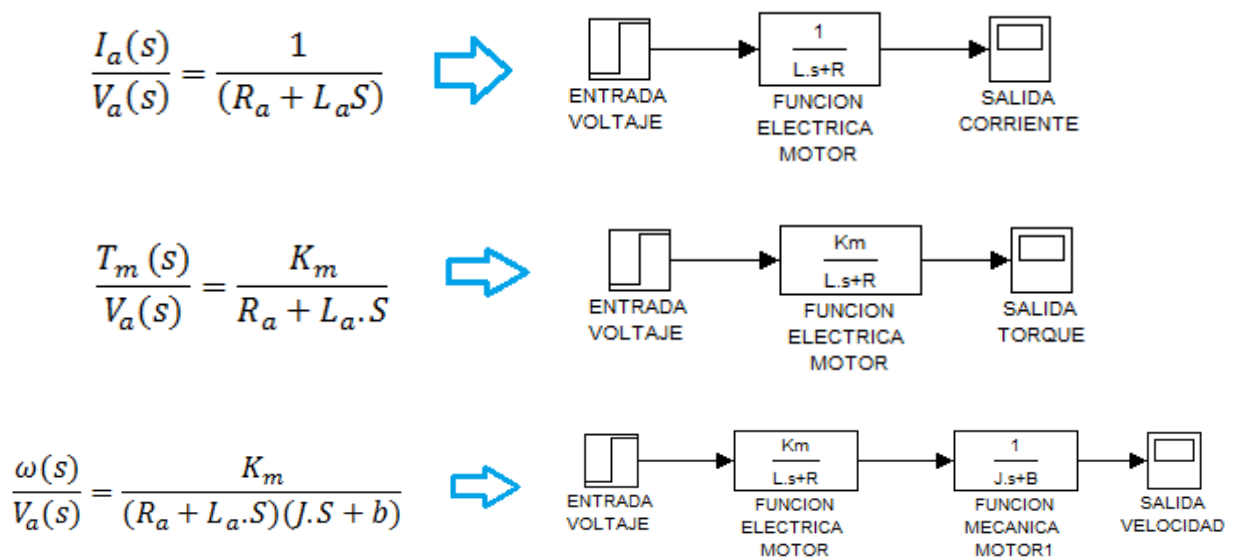 I_a(s) / V_a(s) = 1 / (R_a + L_aS)
1
L.s+R
ENTRADA
VOLTAJE
FUNCION
ELECTRICA
MOTOR
SALIDA
CORRIENTE
T_m (s) / V_a(s) = K_m / R_a + L_a.S
Km
L.s+R
ENTRADA
VOLTAJE
FUNCION
ELECTRICA
MOTOR
SALIDA
TORQUE
ω(s) / V_a(s) = K_m / (R_a + L_a.S)(J.S + b)
Km
L.s+R
1
J.s+B
ENTRADA
VOLTAJE
FUNCION
ELECTRICA
MOTOR
FUNCION
MECANICA
MOTOR1
SALIDA
VELOCIDAD